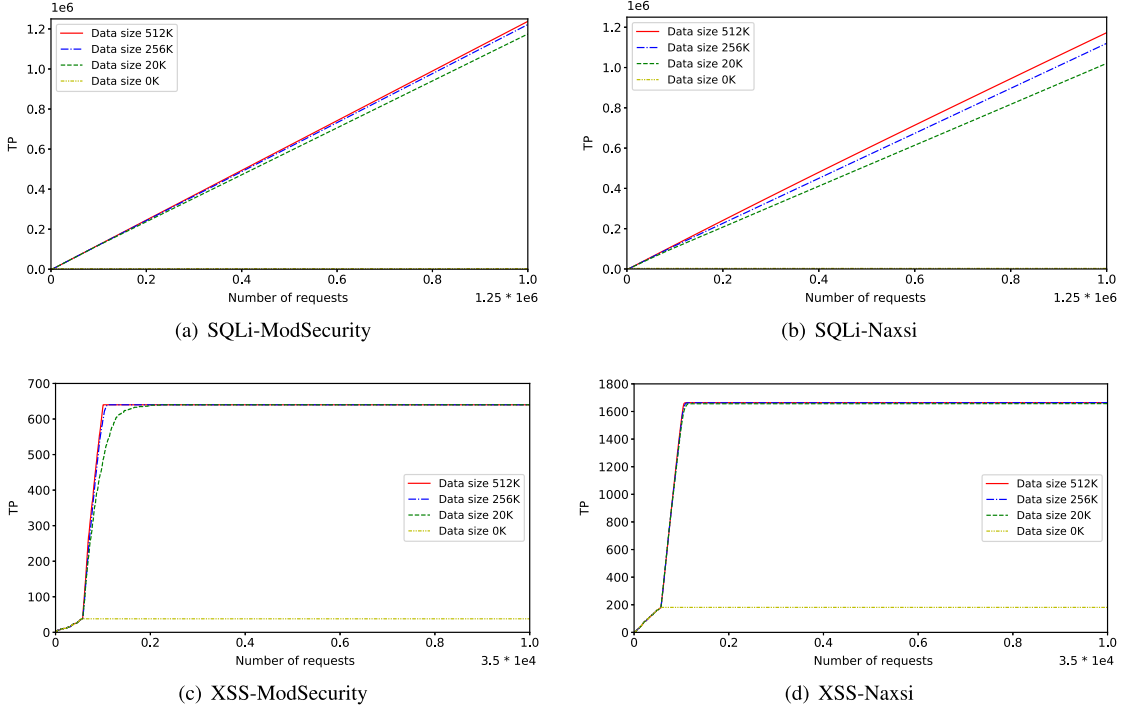 1e6
1.2
1.0
0.8
0.6
0.4
0.2
0.0
TP
Data size 512K
Data size 256K
Data size 20K
Data size 0K
0 0.2 0.4 0.6 0.8 1.0
Number of requests
1.25 * 1e6
(a) SQLi-ModSecurity
1e6
1.2
1.0
0.8
0.6
0.4
0.2
0.0
TP
Data size 512K
Data size 256K
Data size 20K
Data size 0K
0 0.2 0.4 0.6 0.8 1.0
Number of requests
1.25 * 1e6
(b) SQLi-Naxsi
700
600
500
400
300
200
100
0
TP
Data size 512K
Data size 256K
Data size 20K
Data size 0K
0 0.2 0.4 0.6 0.8 1.0
Number of requests
3.5 * 1e4
(c) XSS-ModSecurity
1800
1600
1400
1200
1000
800
600
400
200
0
TP
Data size 512K
Data size 256K
Data size 20K
Data size 0K
0 0.2 0.4 0.6 0.8 1.0
Number of requests
3.5 * 1e4
(d) XSS-Naxsi